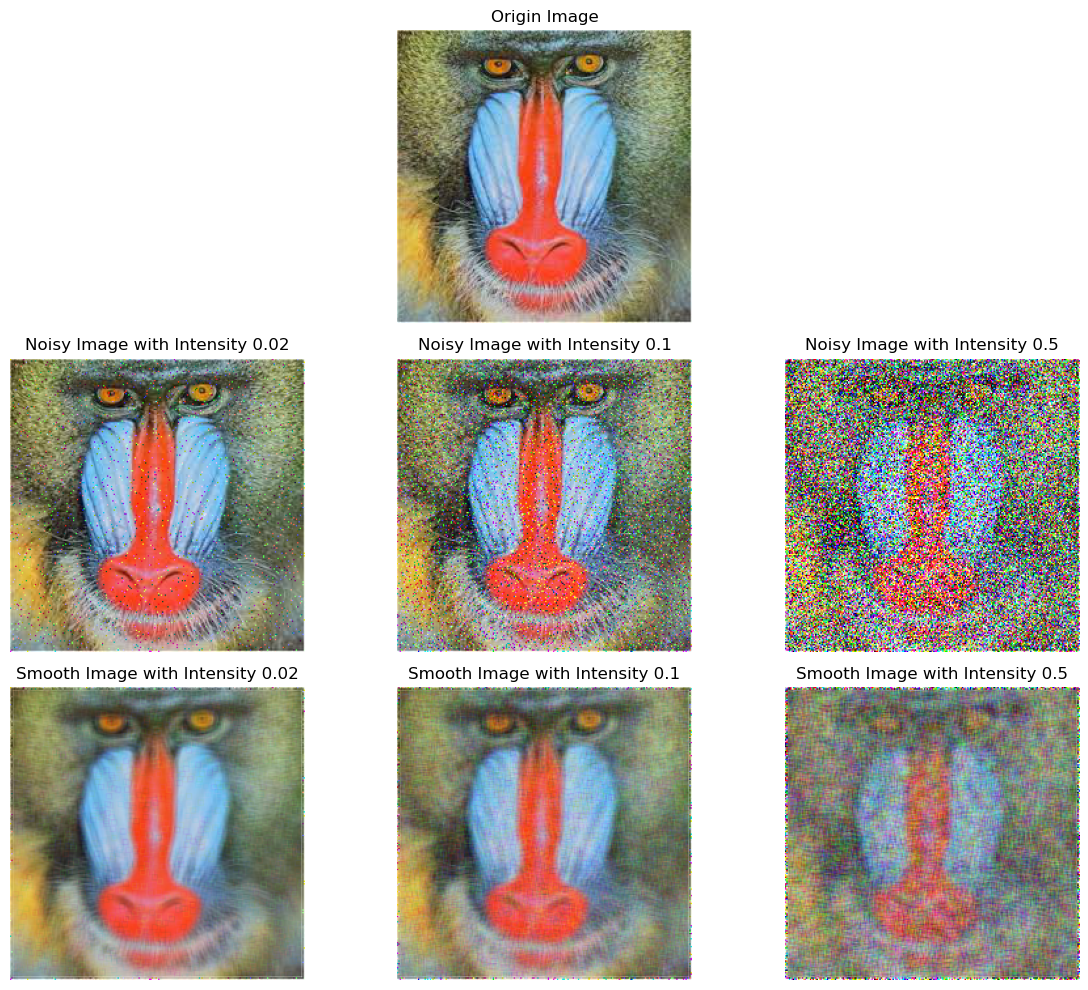 Origin Image
Noisy Image with Intensity 0.02
Noisy Image with Intensity 0.1
Noisy Image with Intensity 0.5
Smooth Image with Intensity 0.02
Smooth Image with Intensity 0.1
Smooth Image with Intensity 0.5